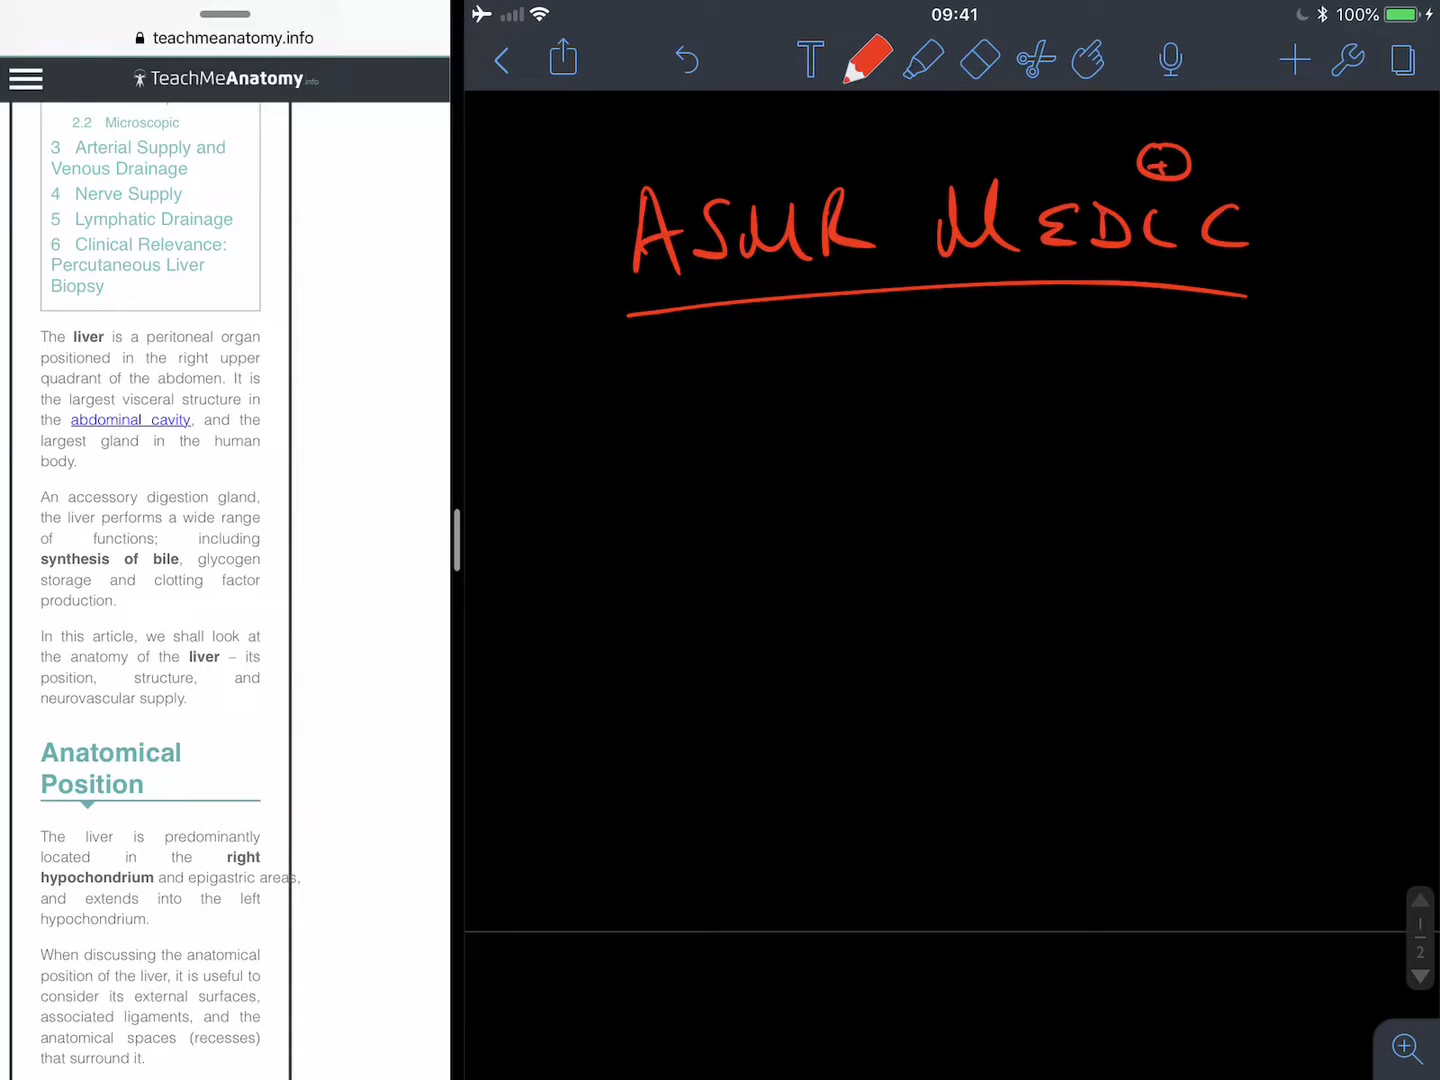 teachmeanatomy.info
TeachMeAnatomy.info
2.2 Microscopic
3 Arterial Supply and
Venous Drainage
4 Nerve Supply
5 Lymphatic Drainage
6 Clinical Relevance:
Percutaneous Liver
Biopsy
The liver is a peritoneal organ
positioned in the right upper
quadrant of the abdomen. It is
the largest visceral structure in
the abdominal cavity, and the
largest gland in the human
body.
An accessory digestion gland,
the liver performs a wide range
of functions; including
synthesis of bile, glycogen
storage and clotting factor
production.
In this article, we shall look at
the anatomy of the liver – its
position, structure, and
neurovascular supply.
Anatomical
Position
The liver is predominantly
located in the right
hypochondrium and epigastric areas,
and extends into the left
hypochondrium.
When discussing the anatomical
position of the liver, it is useful to
consider its external surfaces,
associated ligaments, and the
anatomical spaces (recesses)
that surround it.
09:41
100%
T
ASMR MEDIC
1
2